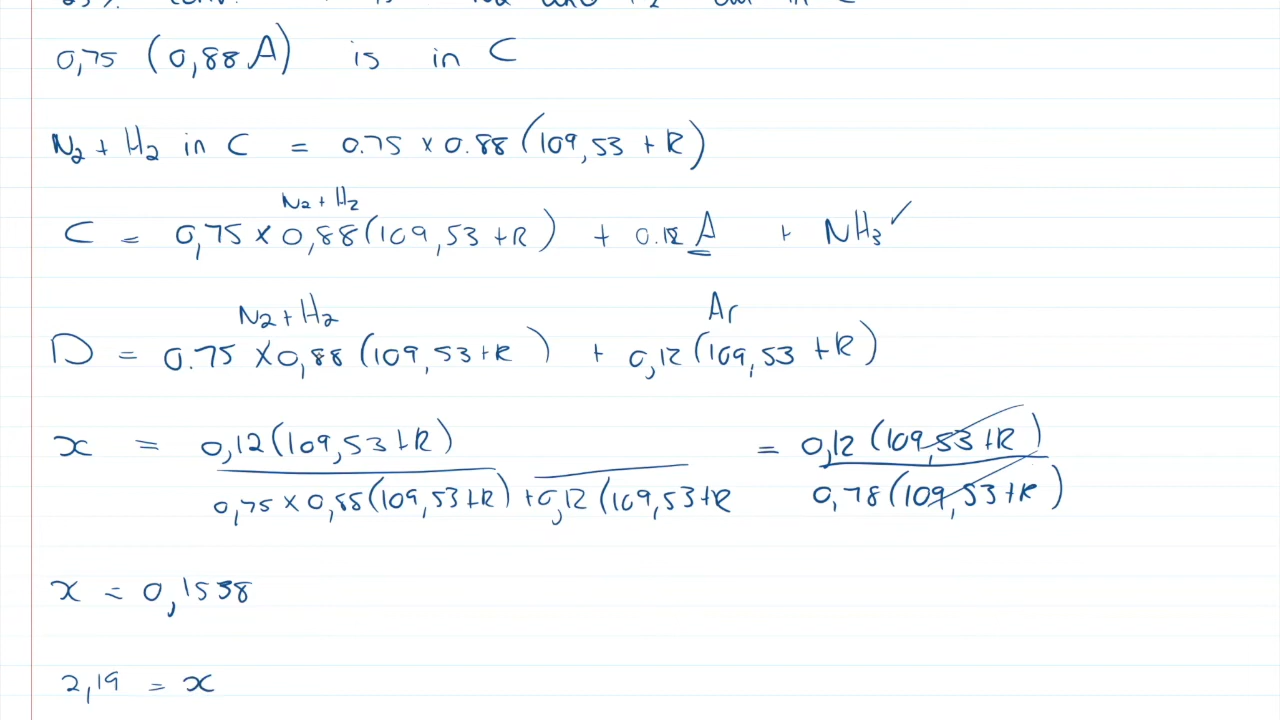 0,75 (0,88A) is in C
N2 + H2 in C = 0.75 × 0.88 (109,53 + R)
N2 + H2
C = 0,75 × 0,88 (109,53 + R) + 0.12 A + NH3 ✓
N2 + H2 Ar
D = 0.75 × 0,88 (109,53 + R) + 0,12 (109,53 + R)
x = 0,12 (109,53 + R) / 0,75 × 0,88 (109,53 + R) + 0,12 (109,53 + R = 0,12 (109,53 + R) / 0,78 (109,53 + R)
x = 0,1538
2,19 = x